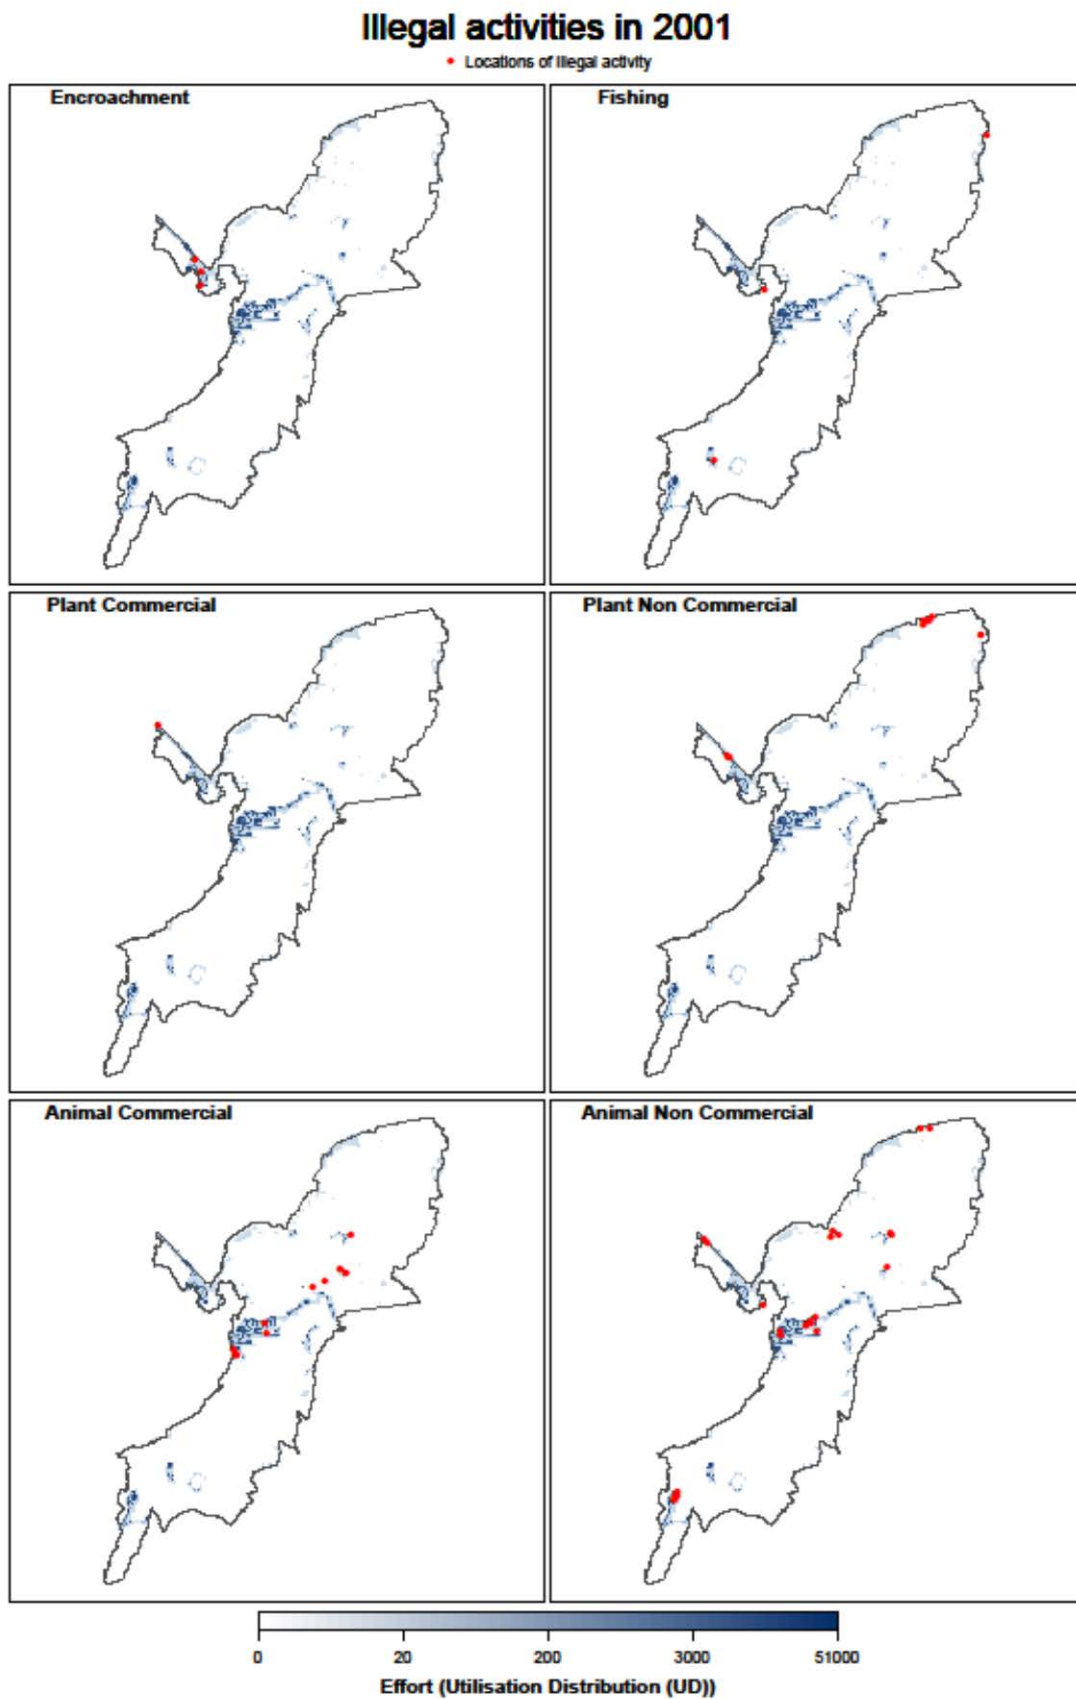 Illegal activities in 2001
Locations of illegal activity
Encroachment
Fishing
Plant Commercial
Plant Non Commercial
Animal Commercial
Animal Non Commercial
0 20 200 3000 51000
Effort (Utilisation Distribution (UD))